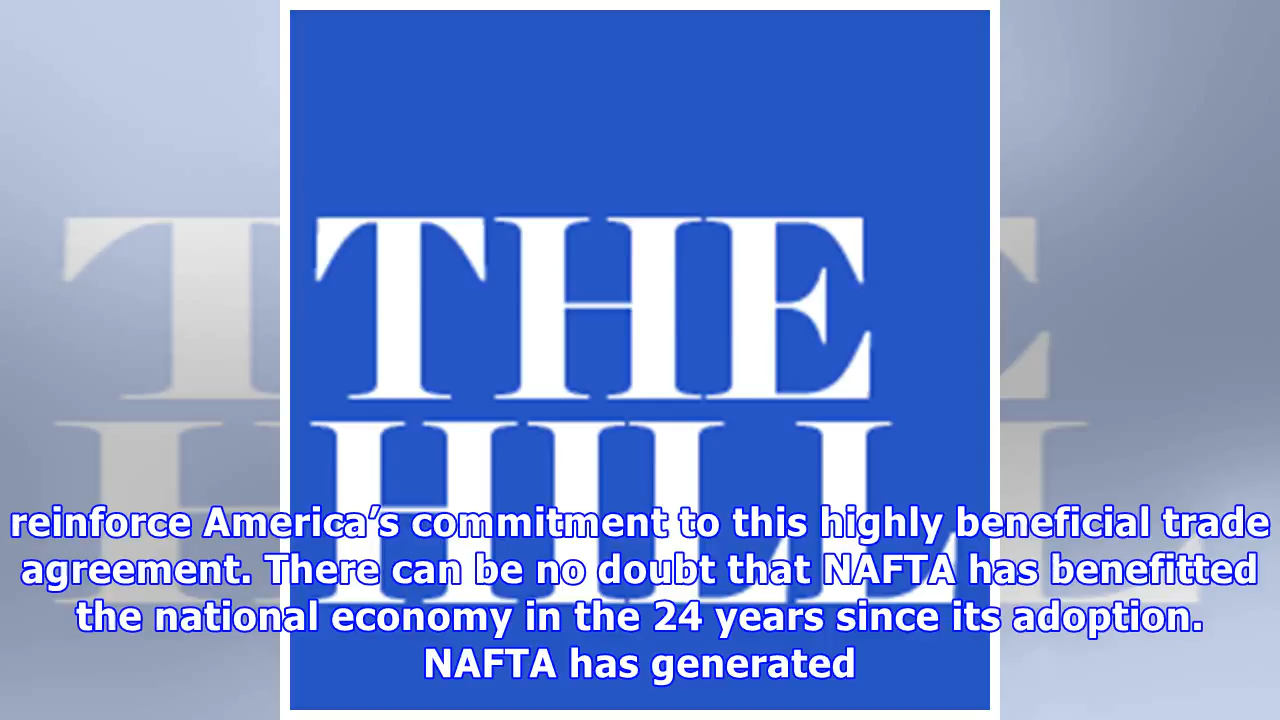 THE
HILL
reinforce America’s commitment to this highly beneficial trade
agreement. There can be no doubt that NAFTA has benefitted
the national economy in the 24 years since its adoption.
NAFTA has generated